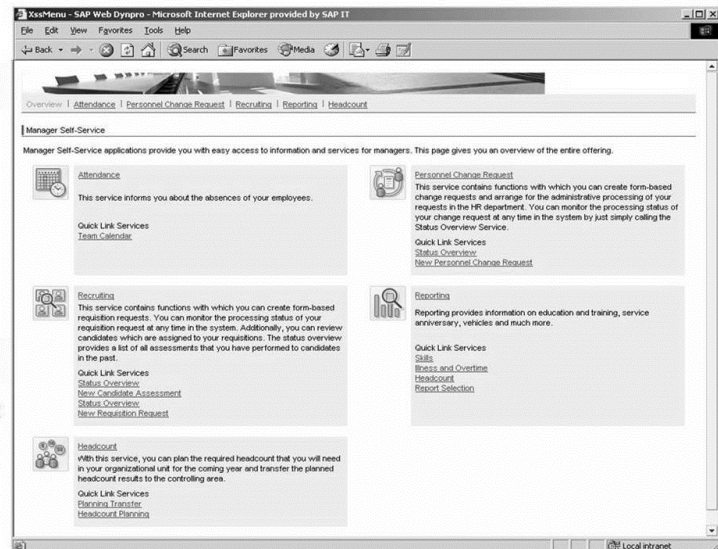 XssMenu - SAP Web Dynpro - Microsoft Internet Explorer provided by SAP IT
File Edit View Favorites Tools Help
Back Search Favorites Media
Overview | Attendance | Personnel Change Request | Recruiting | Reporting | Headcount
Manager Self-Service
Manager Self-Service applications provide you with easy access to information and services for managers. This page gives you an overview of the entire offering.
Attendance
This service informs you about the absences of your employees.
Quick Link Services
Team Calendar
Personnel Change Request
This service contains functions with which you can create form-based
change requests and arrange for the administrative processing of your
requests in the HR department. You can monitor the processing status of
your change request at any time in the system by just simply calling the
Status Overview Service.
Quick Link Services
Status Overview
New Personnel Change Request
Recruiting
This service contains functions with which you can create form-based
requisition requests. You can monitor the processing status of your
requisition request at any time in the system. Additionally, you can review
candidates which are assigned to your requisitions. The status overview
provides a list of all assessments that you have performed to candidates
in the past.
Quick Link Services
Status Overview
New Candidate Assessment
Status Overview
New Requisition Request
Reporting
Reporting provides information on education and training, service
anniversary, vehicles and much more.
Quick Link Services
Skills
Illness and Overtime
Headcount
Report Selection
Headcount
With this service, you can plan the required headcount that you will need
in your organizational unit for the coming year and transfer the planned
headcount results to the controlling area.
Quick Link Services
Planning Transfer
Headcount Planning
Local intranet